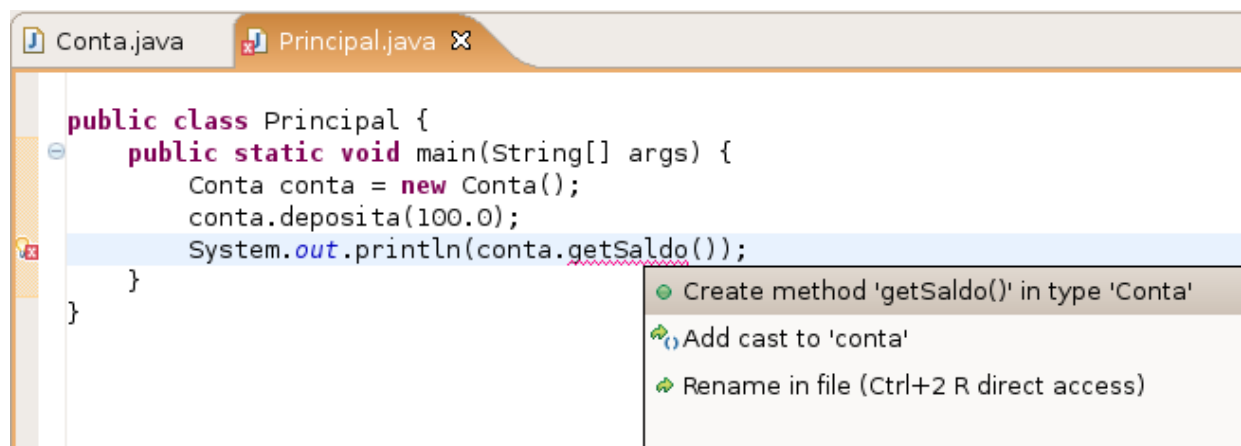 Conta.java Principal.java
public class Principal {
public static void main(String[] args) {
Conta conta = new Conta();
conta.deposita(100.0);
System.out.println(conta.getSaldo());
}
}
Create method 'getSaldo()' in type 'Conta'
Add cast to 'conta'
Rename in file (Ctrl+2 R direct access)